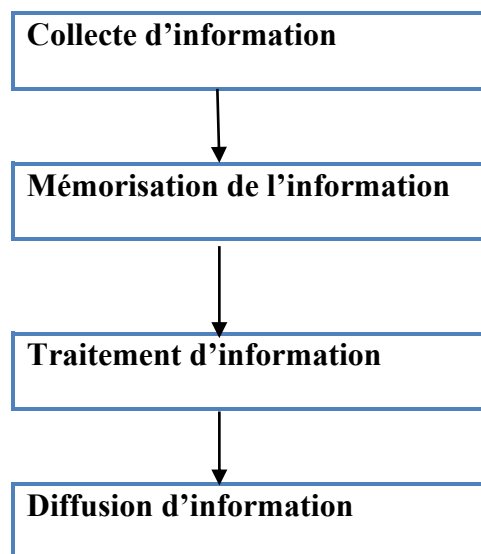 Collecte d’information
Mémorisation de l’information
Traitement d’information
Diffusion d’information